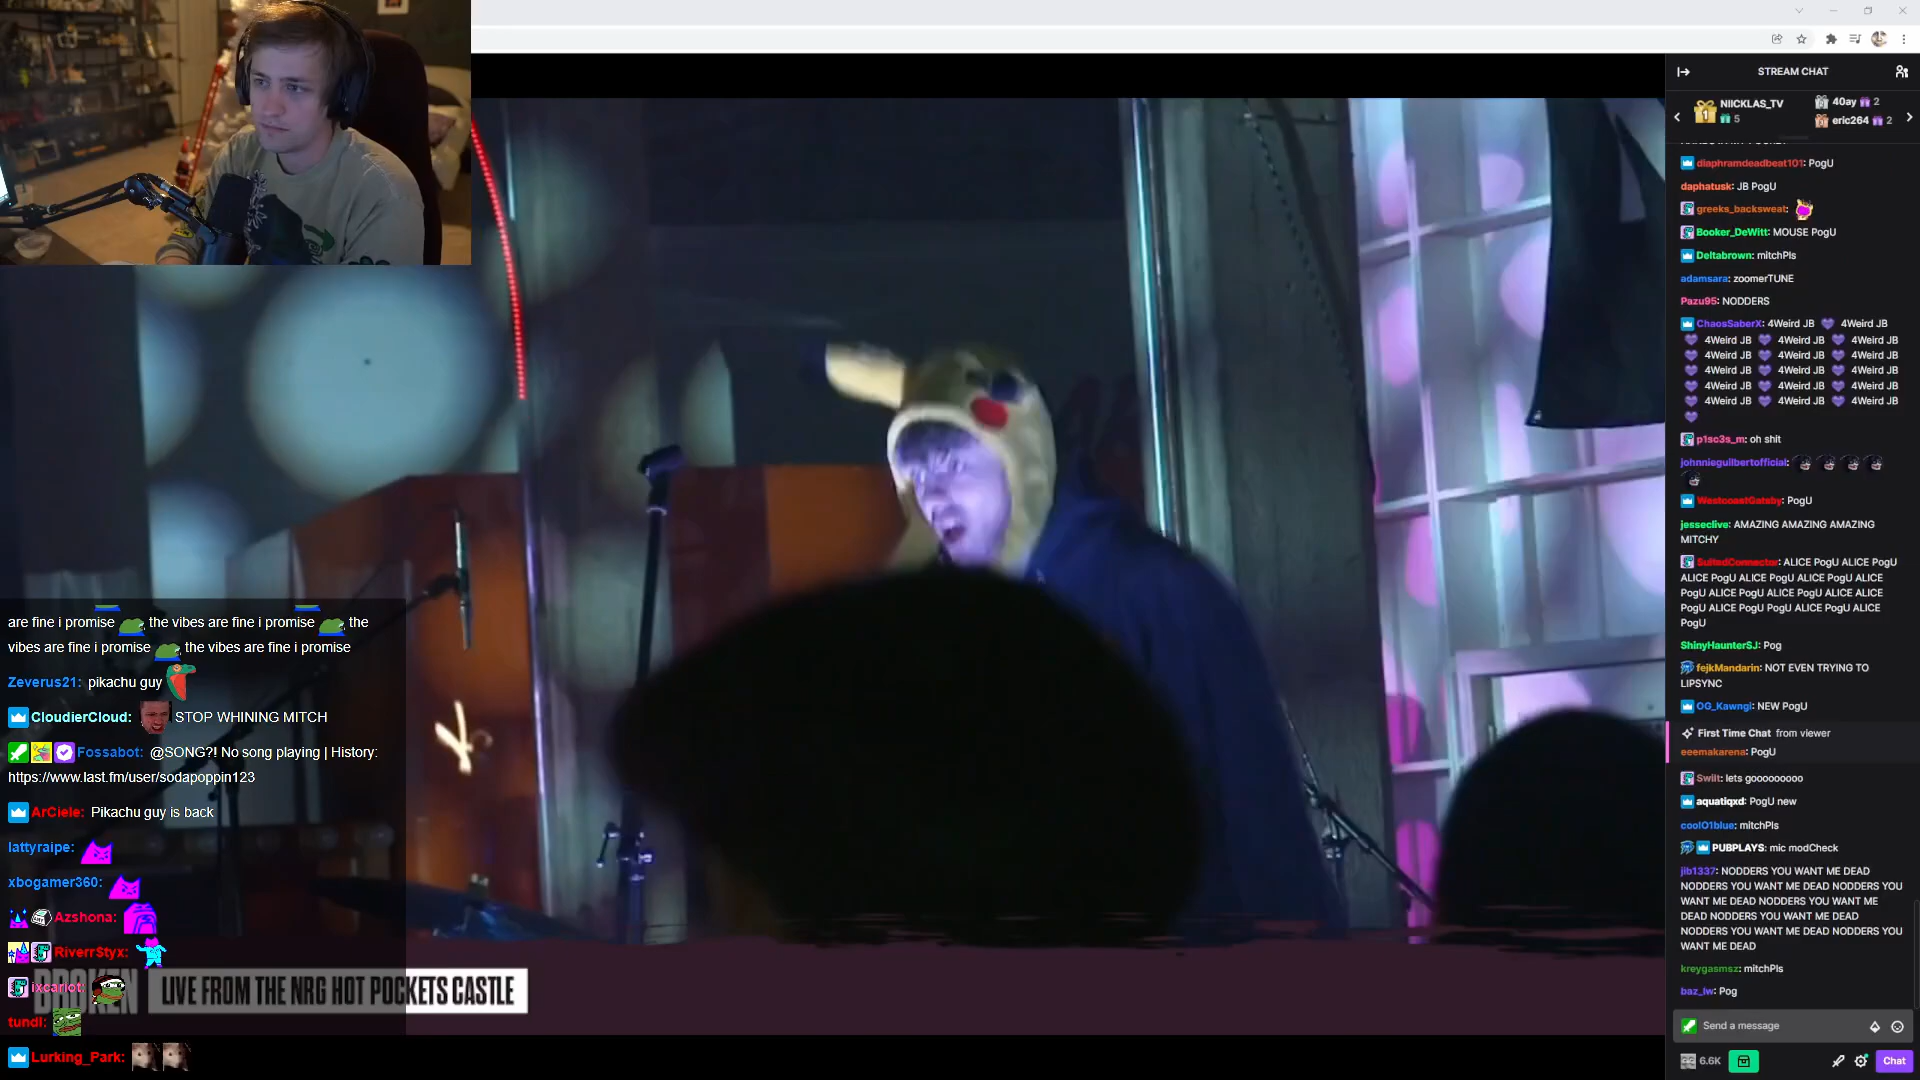 STREAM CHAT
NIICKLAS_TV
5
40ay 2
eric264 2
diaphramdeadbeat101: PogU
daphatusk: JB PogU
greeks_backsweat:
Booker_DeWitt: MOUSE PogU
Deltabrown: mitchPls
adamsara: zoomerTUNE
Pazu95: NODDERS
ChaosSaberX: 4Weird JB 4Weird JB
4Weird JB 4Weird JB 4Weird JB
4Weird JB 4Weird JB 4Weird JB
4Weird JB 4Weird JB 4Weird JB
4Weird JB 4Weird JB 4Weird JB
4Weird JB 4Weird JB 4Weird JB
p1sc3s_m: oh shit
johnnieguilbertofficial:
WestcoastGatsby: PogU
jesseclive: AMAZING AMAZING AMAZING
MITCHY
SuitedConnector: ALICE PogU ALICE PogU
ALICE PogU ALICE PogU ALICE PogU ALICE
PogU ALICE PogU ALICE PogU ALICE ALICE
PogU ALICE PogU PogU ALICE PogU ALICE
PogU
ShinyHaunterSJ: Pog
fejkMandarin: NOT EVEN TRYING TO
LIPSYNC
OG_Kawngi: NEW PogU
First Time Chat from viewer
eeemakarena: PogU
Swilt: lets gooooooooo
aquatiqxd: PogU new
coolO1blue: mitchPls
PUBPLAYS: mic modCheck
jib1337: NODDERS YOU WANT ME DEAD
NODDERS YOU WANT ME DEAD NODDERS YOU
WANT ME DEAD NODDERS YOU WANT ME
DEAD NODDERS YOU WANT ME DEAD
NODDERS YOU WANT ME DEAD NODDERS YOU
WANT ME DEAD
kreygasmsz: mitchPls
baz_lw: Pog
Send a message
6.6K
Chat
are fine i promise , the vibes are fine i promise , the
vibes are fine i promise , the vibes are fine i promise
Zeverus21: pikachu guy
CloudierCloud: STOP WHINING MITCH
Fossabot: @SONG?! No song playing | History:
https://www.last.fm/user/sodapoppin123
ArCiele: Pikachu guy is back
lattyraipe:
xbogamer360:
Azshona:
Riverr$tyx:
ixcariot:
tundl:
Lurking_Park:
BROKEN
LIVE FROM THE NRG HOT POCKETS CASTLE